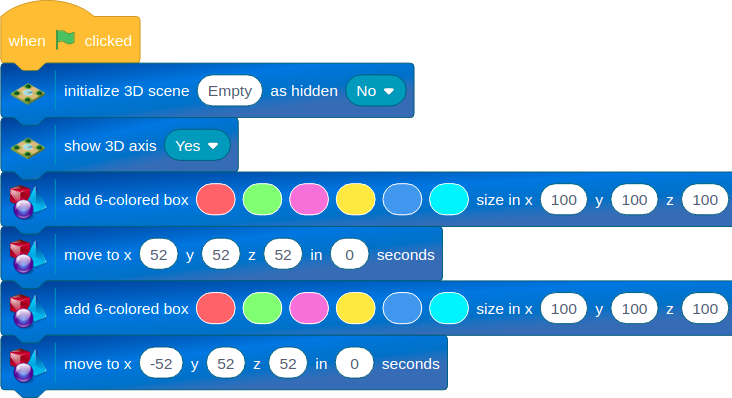 when clicked
initialize 3D scene Empty as hidden No
show 3D axis Yes
add 6-colored box size in x 100 y 100 z 100
move to x 52 y 52 z 52 in 0 seconds
add 6-colored box size in x 100 y 100 z 100
move to x -52 y 52 z 52 in 0 seconds